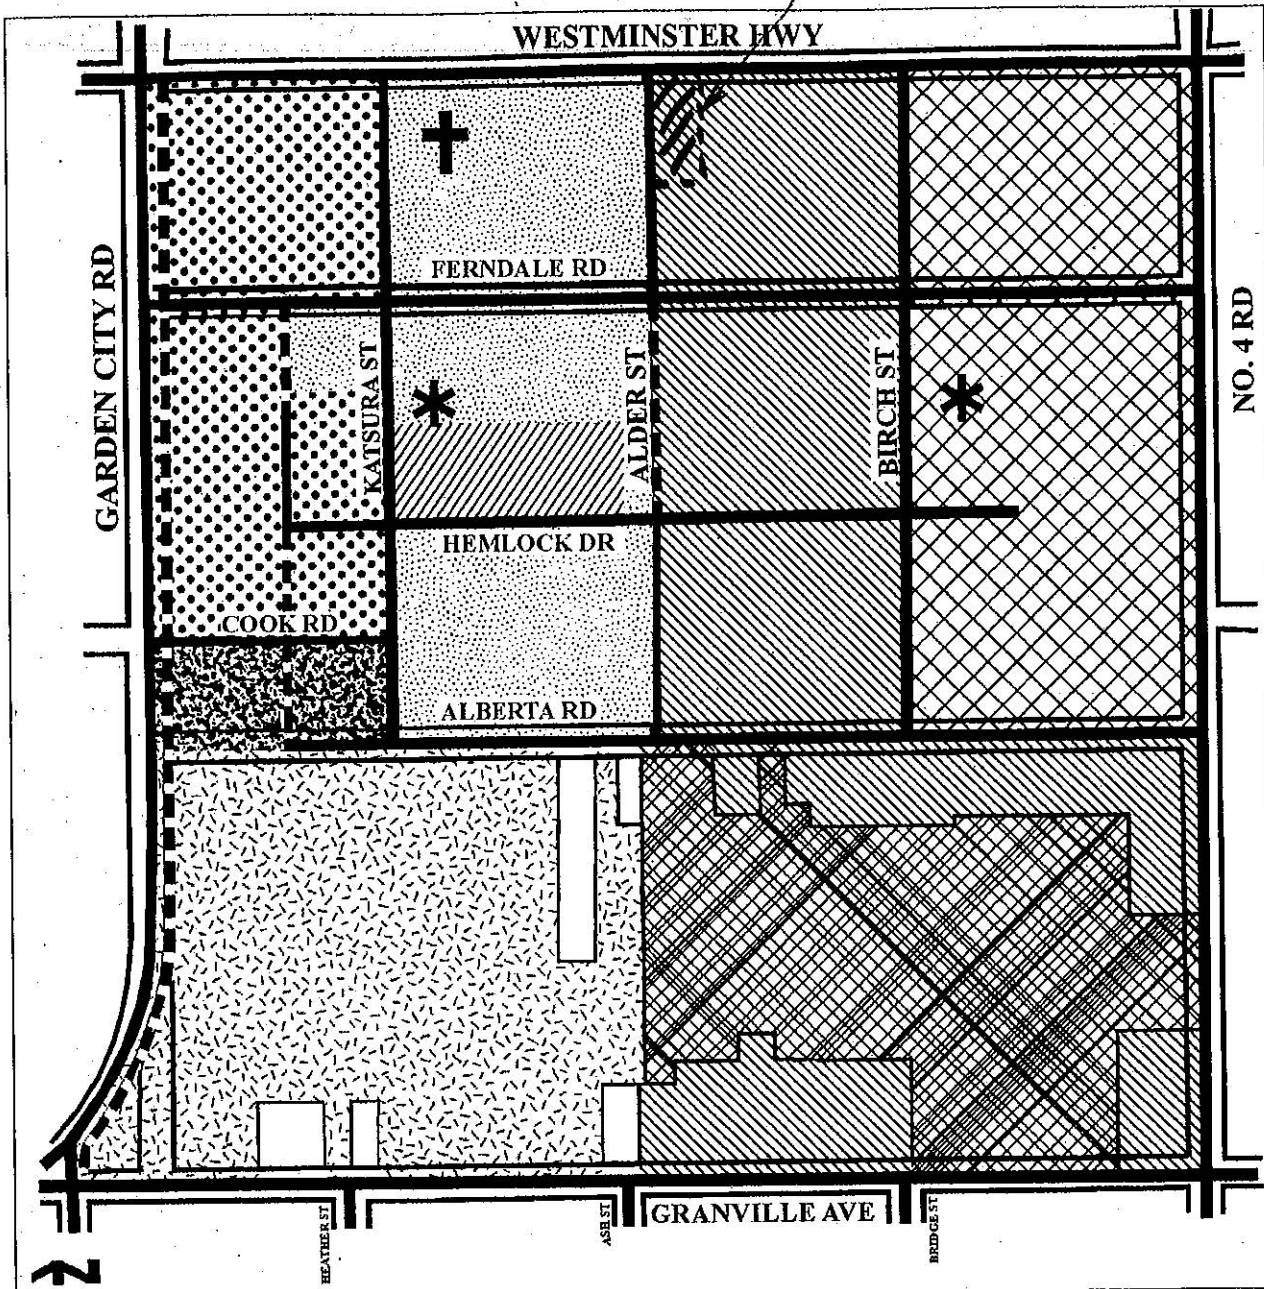 WESTMINSTER HWY
FERNDALE RD
GARDEN CITY RD
KATSURA ST
ALDER ST
BIRCH ST
NO. 4 RD
HEMLOCK DR
COOK RD
ALBERTA RD
GRANVILLE AVE
HEATHER ST
ASH ST
BRIDGE ST
N